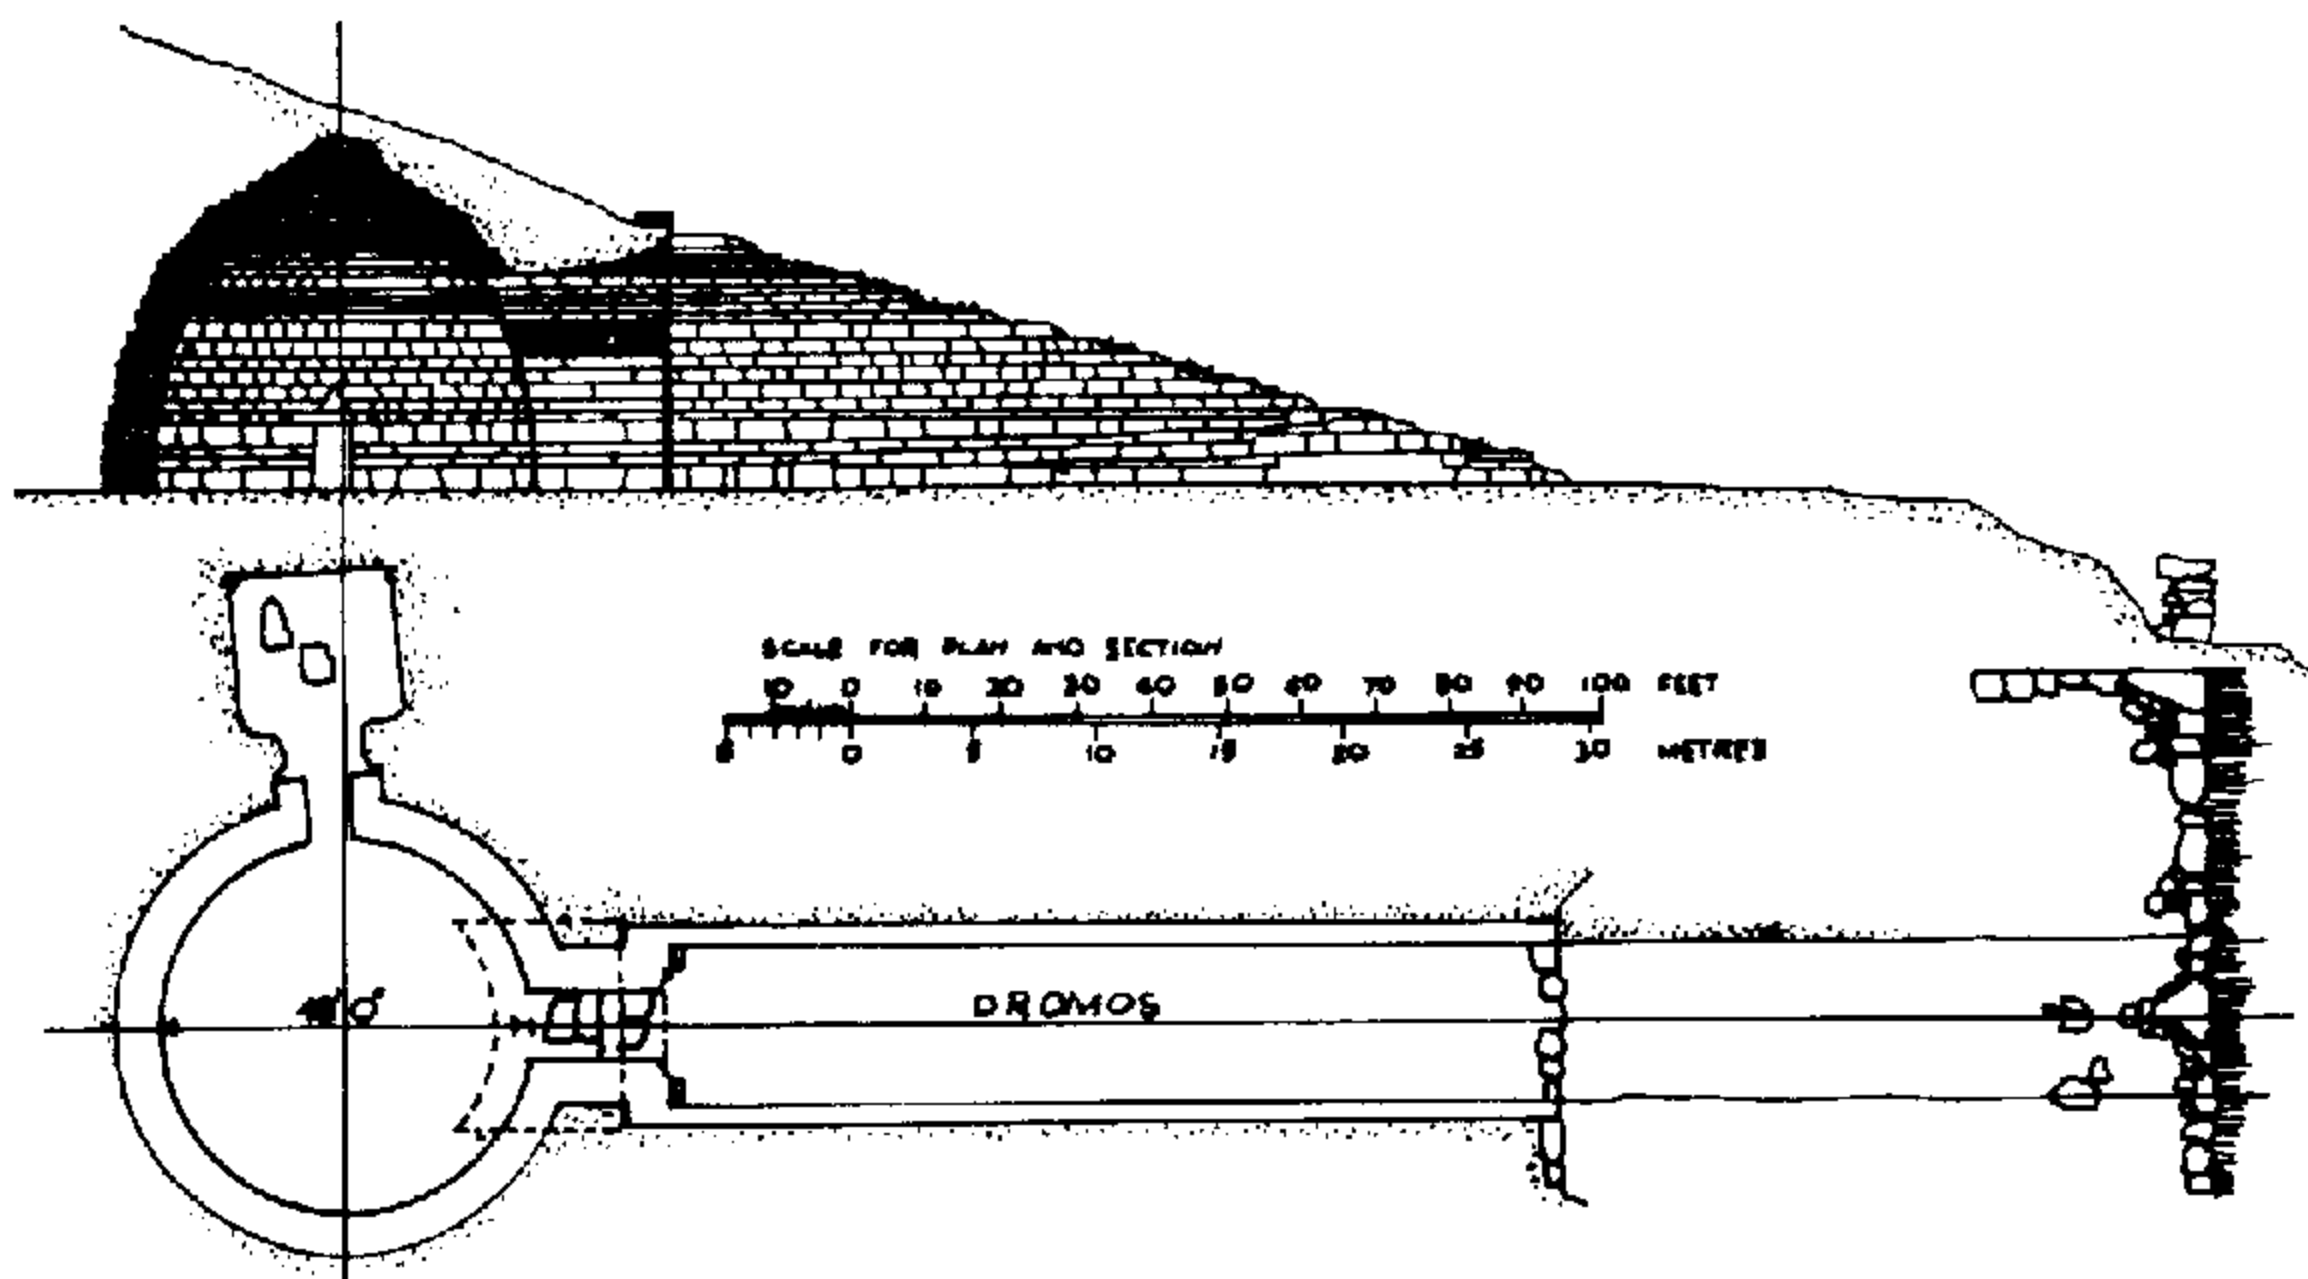 SCALE FOR PLAN AND SECTION
10 0 10 20 30 40 50 60 70 80 90 100 FEET
5 0 5 10 15 20 25 30 METRES
DROMOS